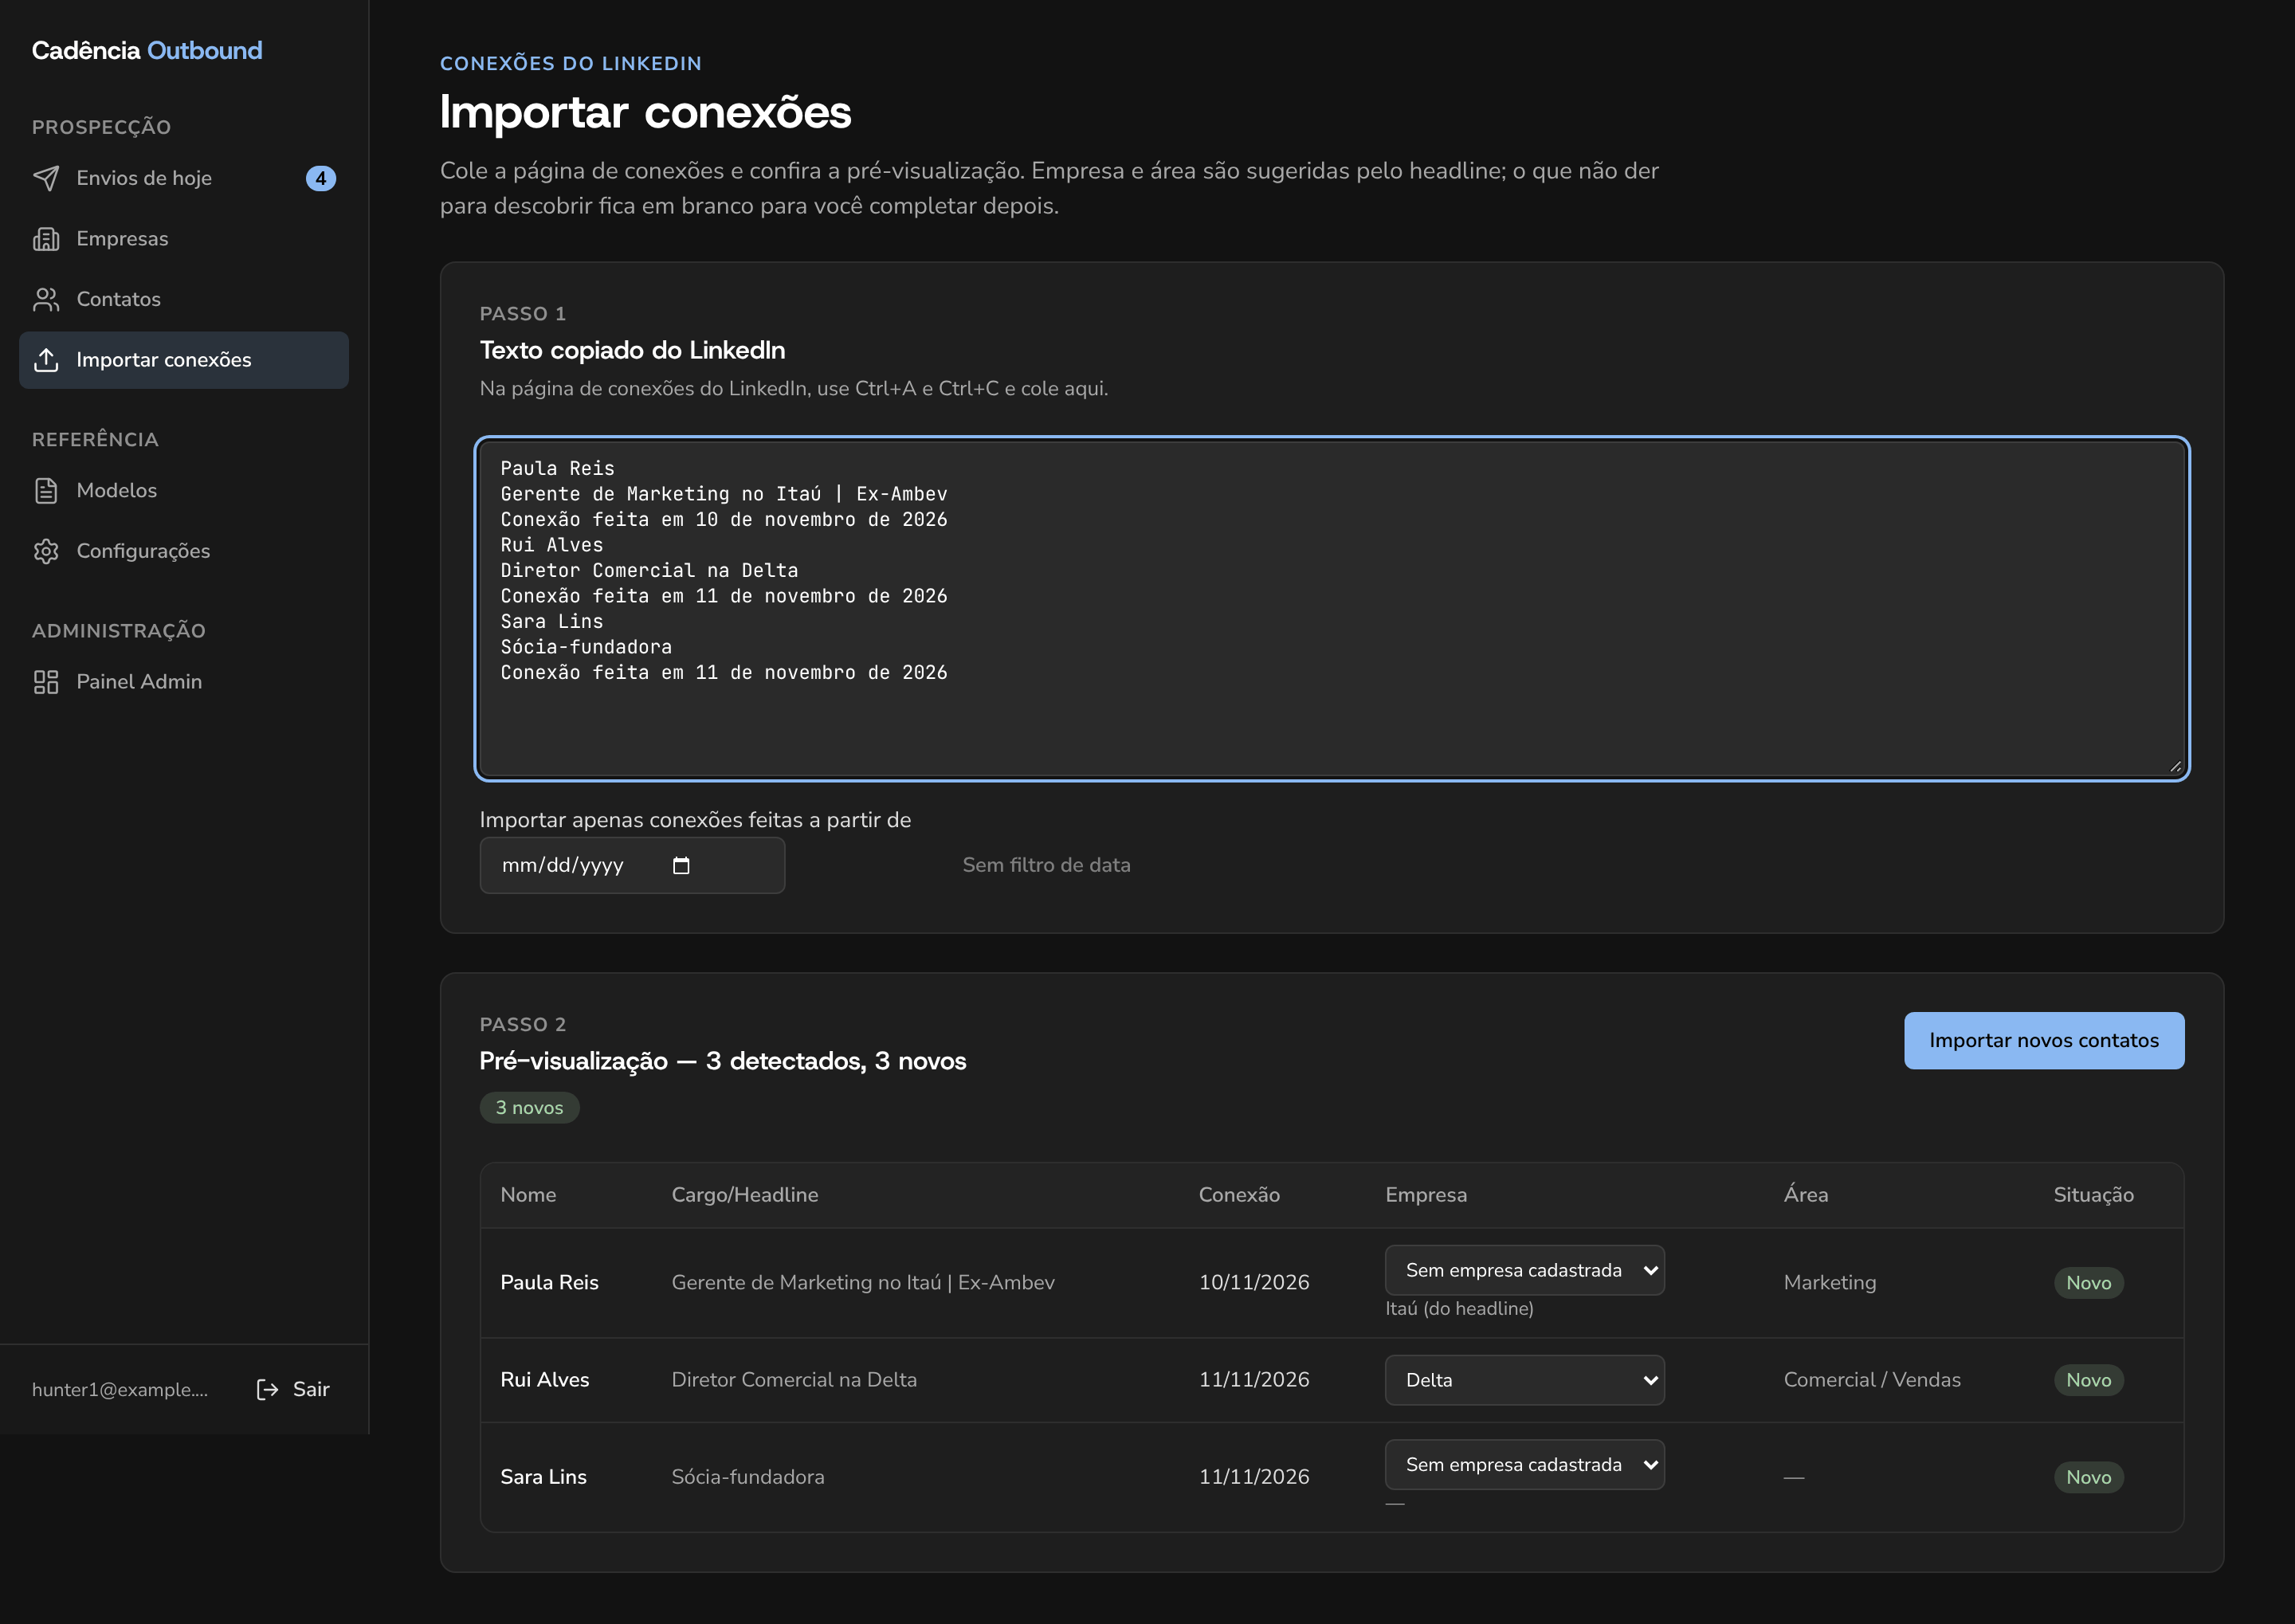 Cadência Outbound
PROSPECÇÃO
Envios de hoje 4
Empresas
Contatos
Importar conexões
REFERÊNCIA
Modelos
Configurações
ADMINISTRAÇÃO
Painel Admin
hunter1@example.... Sair
CONEXÕES DO LINKEDIN
Importar conexões
Cole a página de conexões e confira a pré-visualização. Empresa e área são sugeridas pelo headline; o que não der
para descobrir fica em branco para você completar depois.
PASSO 1
Texto copiado do LinkedIn
Na página de conexões do LinkedIn, use Ctrl+A e Ctrl+C e cole aqui.
Paula Reis
Gerente de Marketing no Itaú | Ex-Ambev
Conexão feita em 10 de novembro de 2026
Rui Alves
Diretor Comercial na Delta
Conexão feita em 11 de novembro de 2026
Sara Lins
Sócia-fundadora
Conexão feita em 11 de novembro de 2026
Importar apenas conexões feitas a partir de
mm/dd/yyyy Sem filtro de data
PASSO 2
Pré-visualização — 3 detectados, 3 novos
Importar novos contatos
3 novos
Nome Cargo/Headline Conexão Empresa Área Situação
Paula Reis Gerente de Marketing no Itaú | Ex-Ambev 10/11/2026 Sem empresa cadastrada Marketing Novo
Itaú (do headline)
Rui Alves Diretor Comercial na Delta 11/11/2026 Delta Comercial / Vendas Novo
Sara Lins Sócia-fundadora 11/11/2026 Sem empresa cadastrada — Novo
—